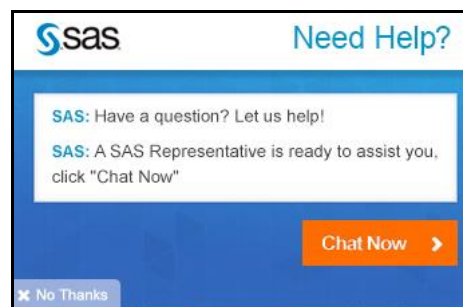 sas
Need Help?
SAS: Have a question? Let us help!
SAS: A SAS Representative is ready to assist you,
click "Chat Now"
Chat Now
No Thanks